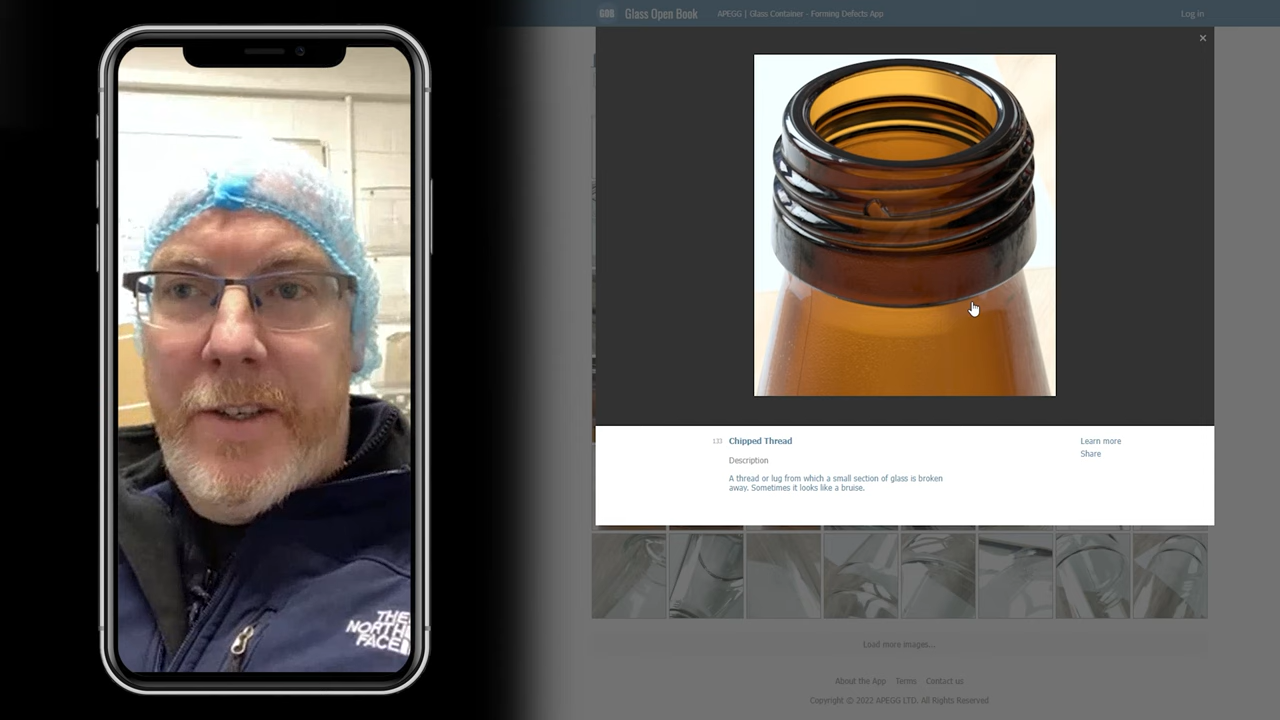 THE
NORTH
FACE
GOB Glass Open Book APEGG | Glass Container - Forming Defects App Log in
×
133 Chipped Thread
Learn more
Share
Description
A thread or lug from which a small section of glass is broken
away. Sometimes it looks like a bruise.
Load more images...
About the App Terms Contact us
Copyright © 2022 APEGG LTD. All Rights Reserved